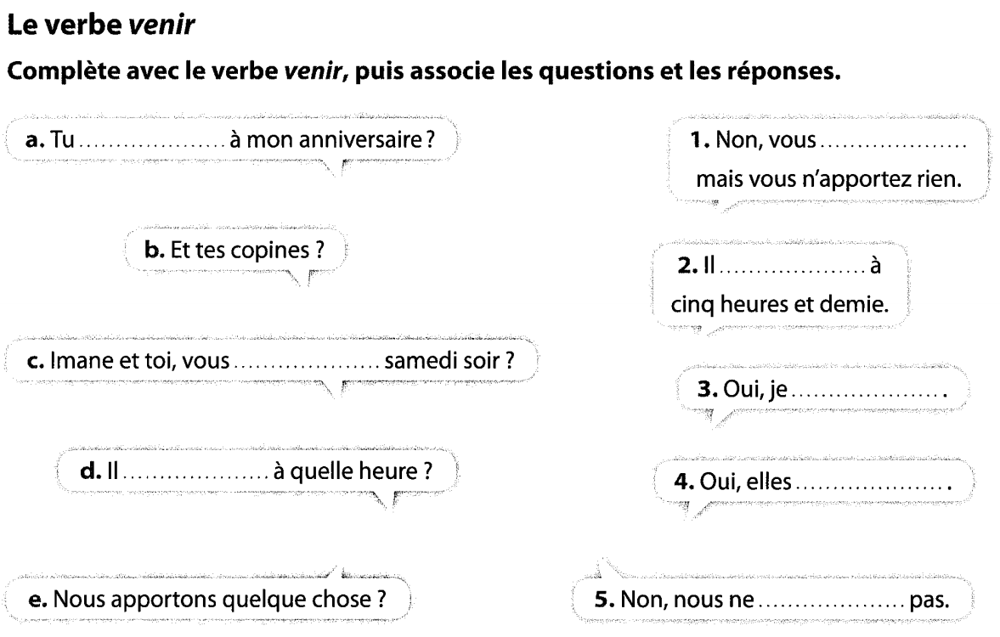 Le verbe venir
Complète avec le verbe venir, puis associe les questions et les réponses.
a. Tu .................... à mon anniversaire ?
b. Et tes copines ?
c. Imane et toi, vous .................... samedi soir ?
d. Il .................... à quelle heure ?
e. Nous apportons quelque chose ?
1. Non, vous ....................
mais vous n'apportez rien.
2. Il .................... à
cinq heures et demie.
3. Oui, je .................... .
4. Oui, elles .................... .
5. Non, nous ne .................... pas.